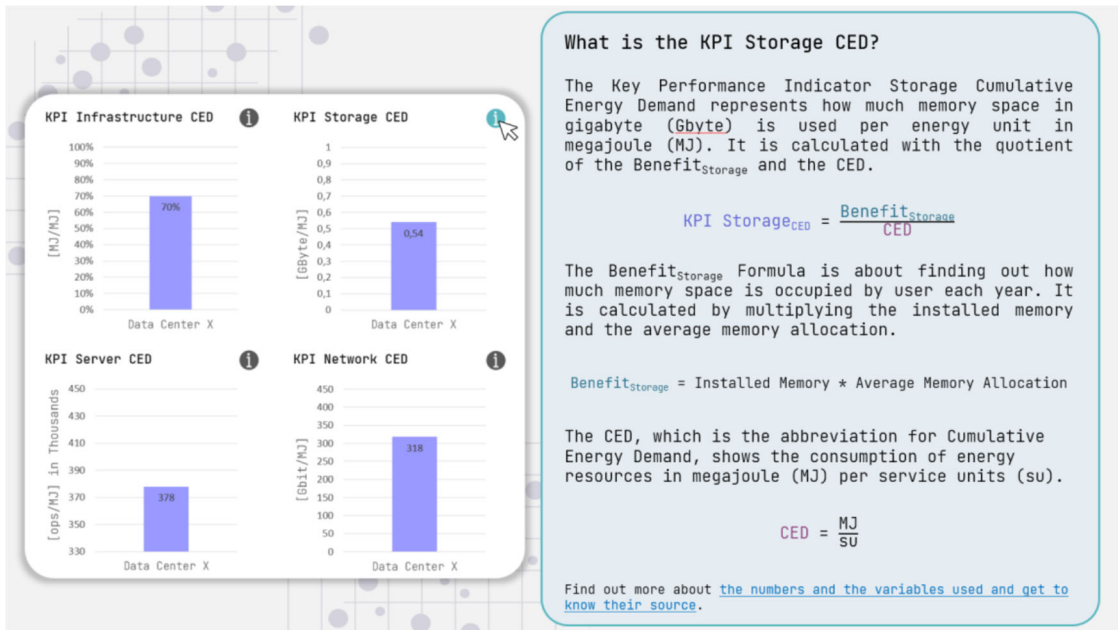 KPI Infrastructure CED
100%
90%
80%
70%
60%
50%
40%
30%
20%
10%
0%
[MJ/MJ]
70%
Data Center X
KPI Storage CED
1
0,9
0,8
0,7
0,6
0,5
0,4
0,3
0,2
0,1
0
[GByte/MJ]
0,54
Data Center X
KPI Server CED
450
430
410
390
370
350
330
[ops/MJ] in Thousands
378
Data Center X
KPI Network CED
450
400
350
300
250
200
150
100
50
0
[Gbit/MJ]
318
Data Center X
What is the KPI Storage CED?
The Key Performance Indicator Storage Cumulative
Energy Demand represents how much memory space in
gigabyte (Gbyte) is used per energy unit in
megajoule (MJ). It is calculated with the quotient
of the BenefitStorage and the CED.
KPI StorageCED = BenefitStorage
CED
The BenefitStorage Formula is about finding out how
much memory space is occupied by user each year. It
is calculated by multiplying the installed memory
and the average memory allocation.
BenefitStorage = Installed Memory * Average Memory Allocation
The CED, which is the abbreviation for Cumulative
Energy Demand, shows the consumption of energy
resources in megajoule (MJ) per service units (su).
CED = MJ
su
Find out more about the numbers and the variables used and get to
know their source.